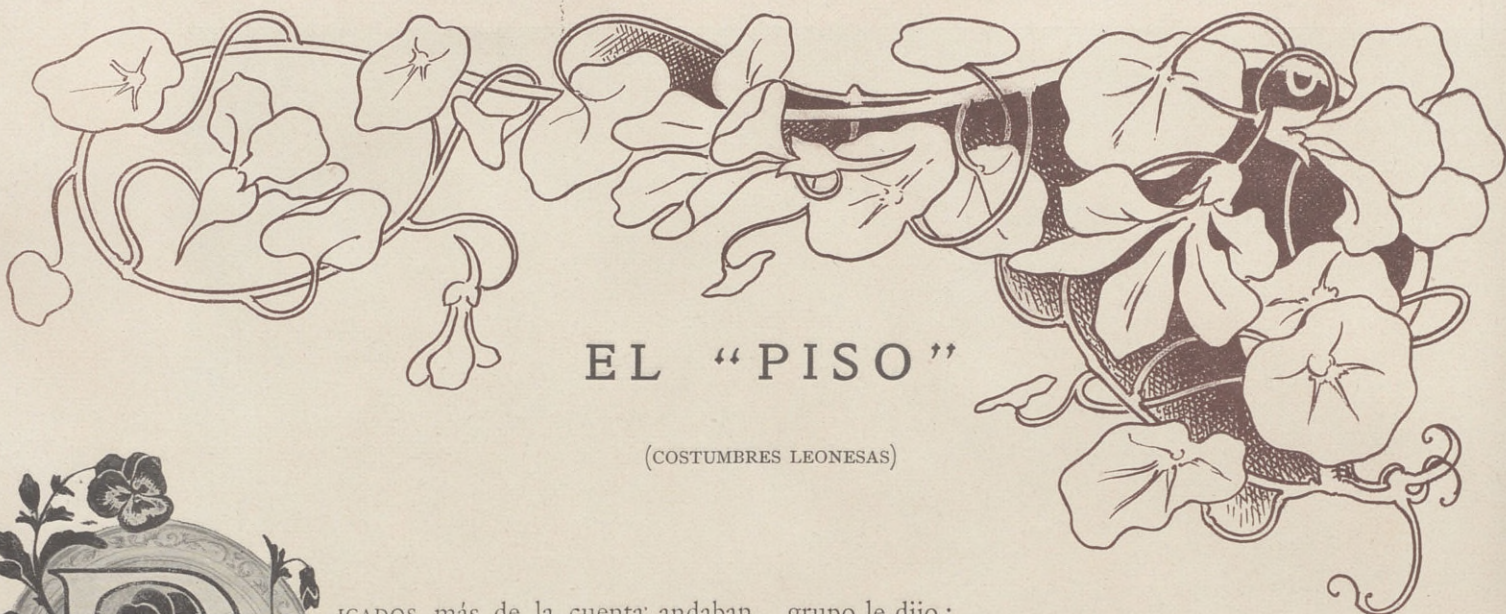 EL “PISO”
(COSTUMBRES LEONESAS)
ICADOS más de la cuenta andaban
grupo le dijo: